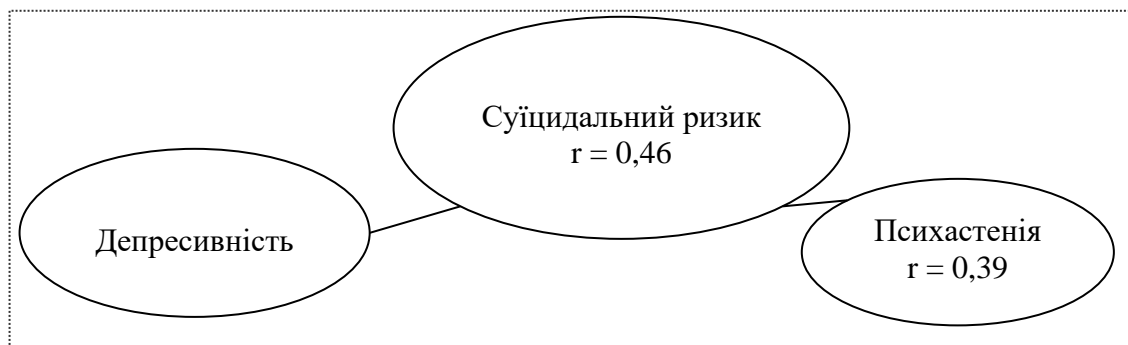 Суїцидальний ризик
r = 0,46
Депресивність
Психастенія
r = 0,39